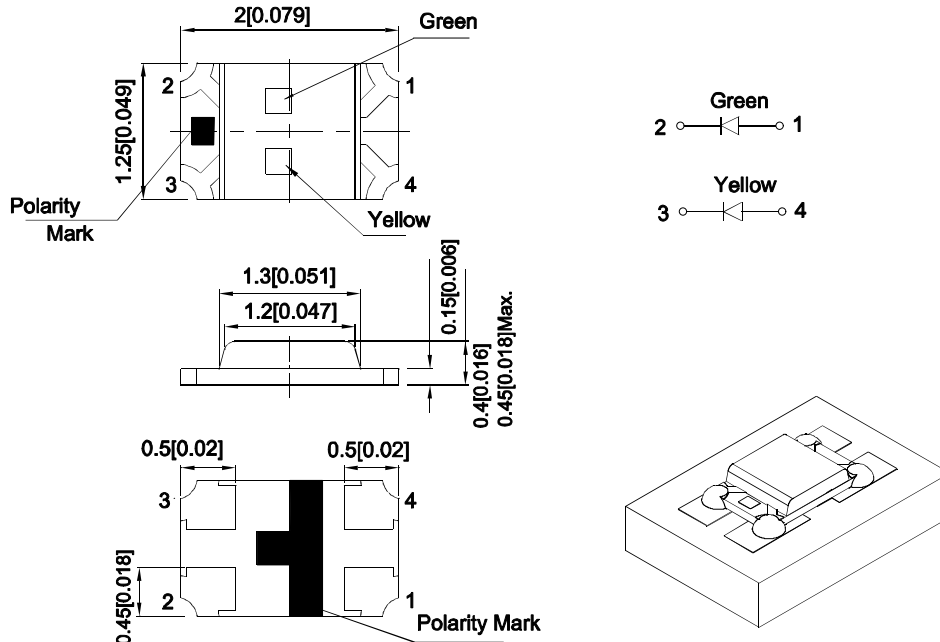 2[0.079]
Green
2
1
1.25[0.049]
3
4
Polarity
Mark
Yellow
Green
2
1
Yellow
3
4
1.3[0.051]
1.2[0.047]
0.15[0.006]
0.4[0.016]
0.45[0.018]Max.
0.5[0.02]
0.5[0.02]
3
4
0.45[0.018]
2
1
Polarity Mark